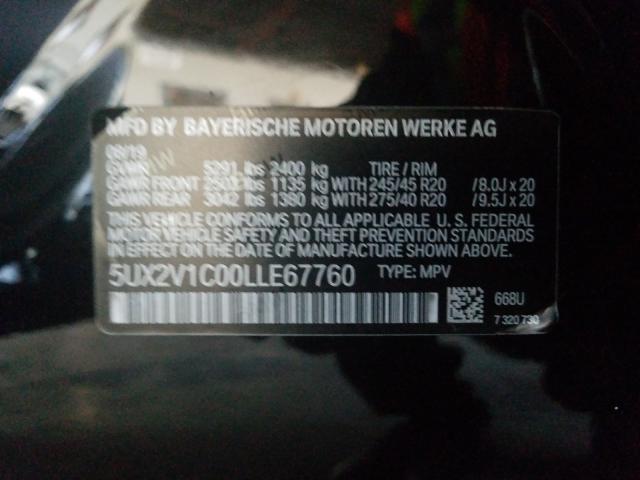 MFD BY BAYERISCHE MOTOREN WERKE AG
09/19
GVWR 5291 lbs 2400 kg TIRE / RIM
GAWR FRONT 2502 lbs 1135 kg WITH 245/45 R20 /8.0J x 20
GAWR REAR 3042 lbs 1380 kg WITH 275/40 R20 /9.5J x 20
THIS VEHICLE CONFORMS TO ALL APPLICABLE U. S. FEDERAL
MOTOR VEHICLE SAFETY AND THEFT PREVENTION STANDARDS
IN EFFECT ON THE DATE OF MANUFACTURE SHOWN ABOVE.
5UX2V1C00LLE67760 TYPE: MPV
668U
7 320 730